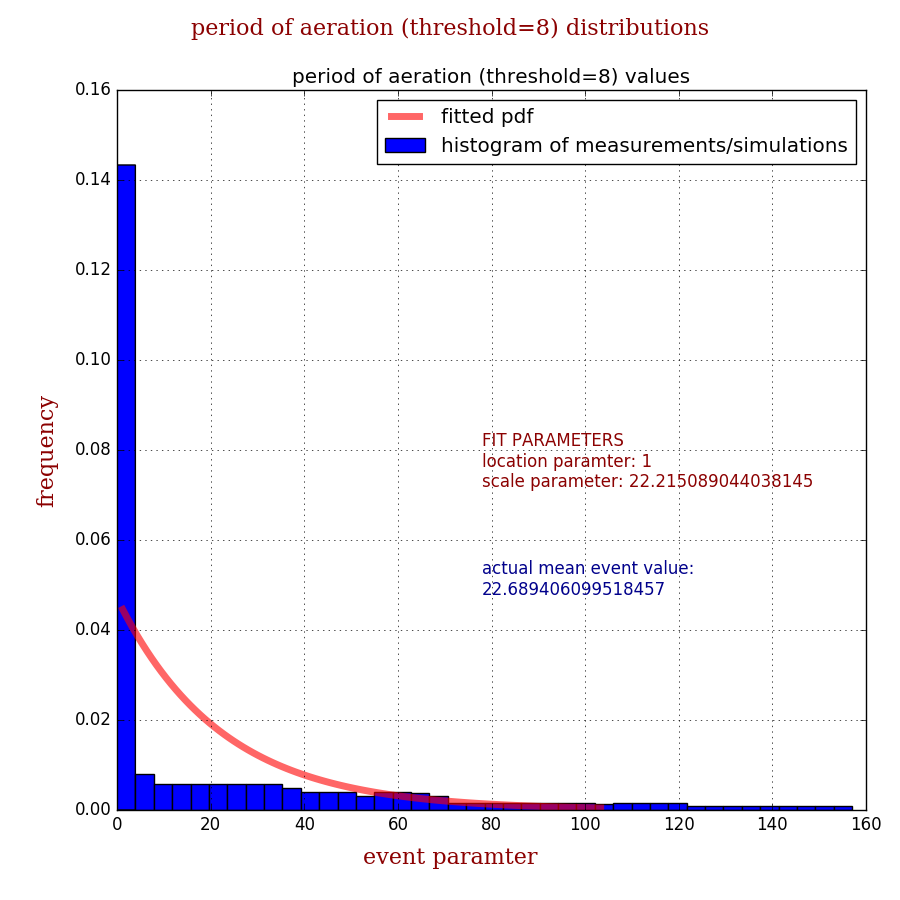 period of aeration (threshold=8) distributions
period of aeration (threshold=8) values
fitted pdf
histogram of measurements/simulations
0.16
0.14
0.12
0.10
0.08
0.06
0.04
0.02
0.00
frequency
FIT PARAMETERS
location paramter: 1
scale parameter: 22.215089044038145
actual mean event value:
22.689406099518457
0 20 40 60 80 100 120 140 160
event paramter